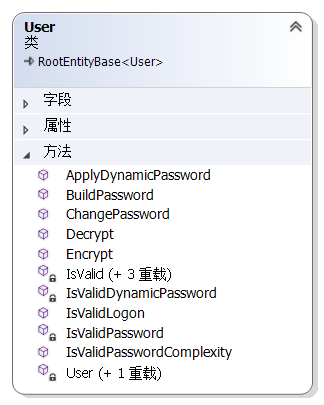 User
类
RootEntityBase<User>
字段
属性
方法
ApplyDynamicPassword
BuildPassword
ChangePassword
Decrypt
Encrypt
IsValid (+ 3 重载)
IsValidDynamicPassword
IsValidLogon
IsValidPassword
IsValidPasswordComplexity
User (+ 1 重载)